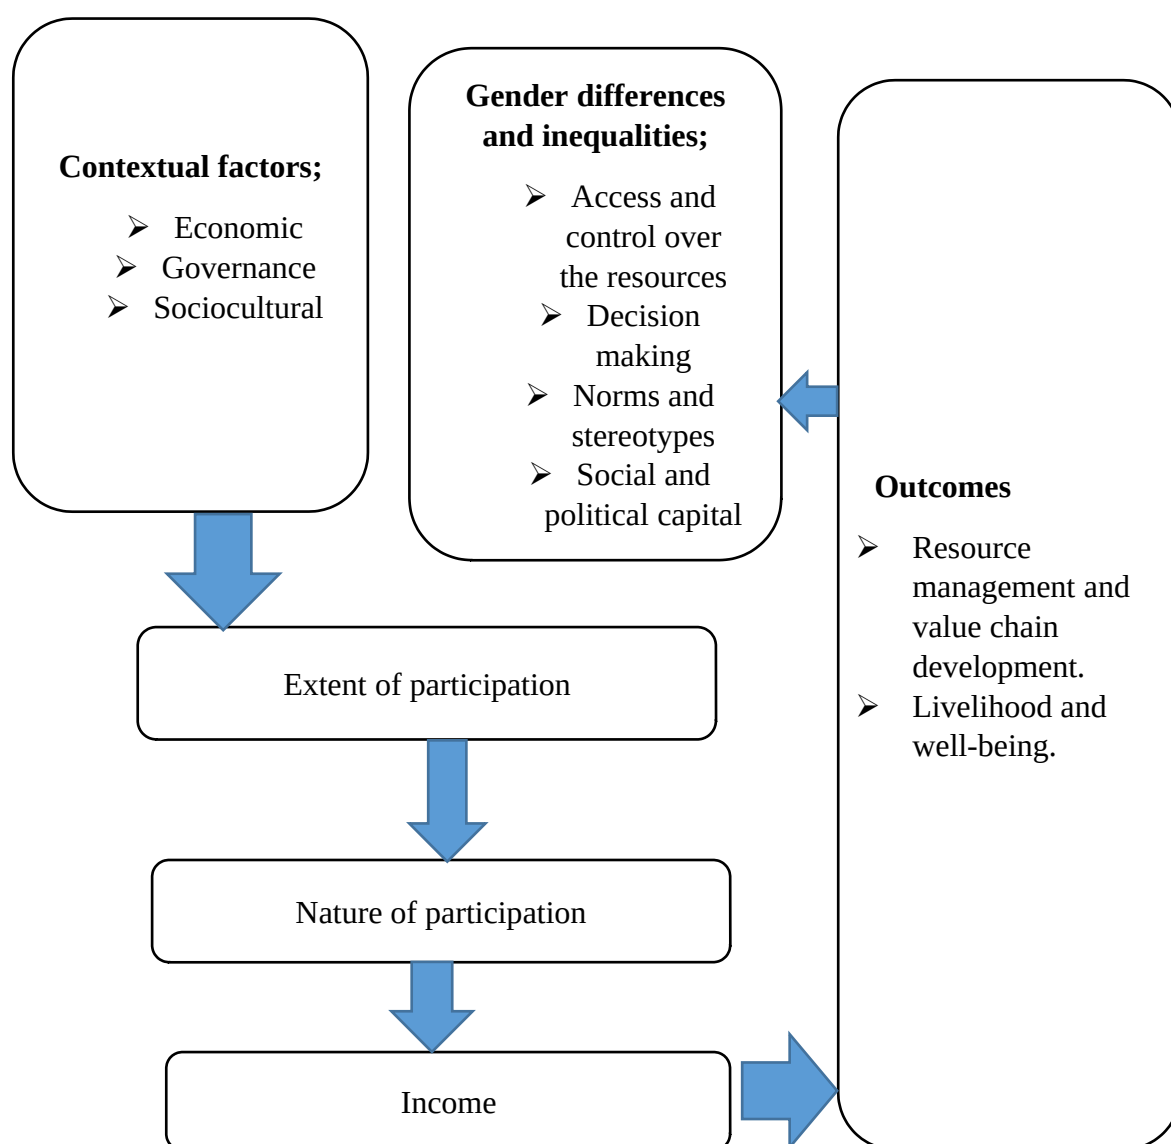 Contextual factors;
➢ Economic
➢ Governance
➢ Sociocultural
Gender differences
and inequalities;
➢ Access and
control over
the resources
➢ Decision
making
➢ Norms and
stereotypes
➢ Social and
political capital
Outcomes
➢ Resource
management and
value chain
development.
➢ Livelihood and
well-being.
Extent of participation
Nature of participation
Income